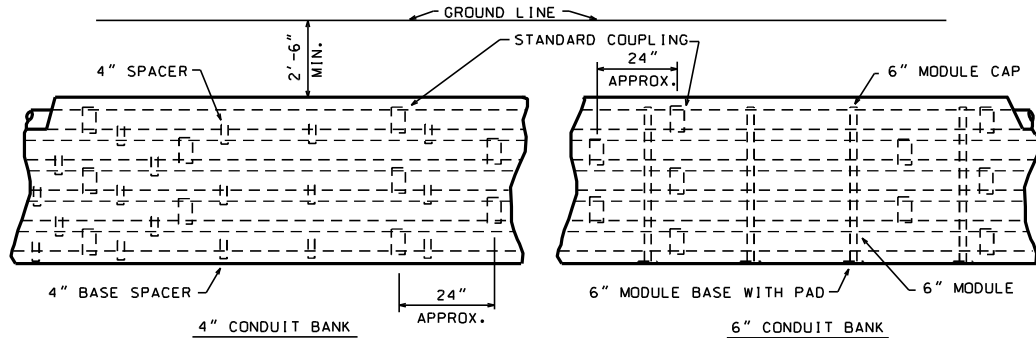 GROUND LINE
STANDARD COUPLING
2'-6"
MIN.
4" SPACER
24"
APPROX.
6" MODULE CAP
4" BASE SPACER
24"
APPROX.
6" MODULE BASE WITH PAD
6" MODULE
4" CONDUIT BANK
6" CONDUIT BANK